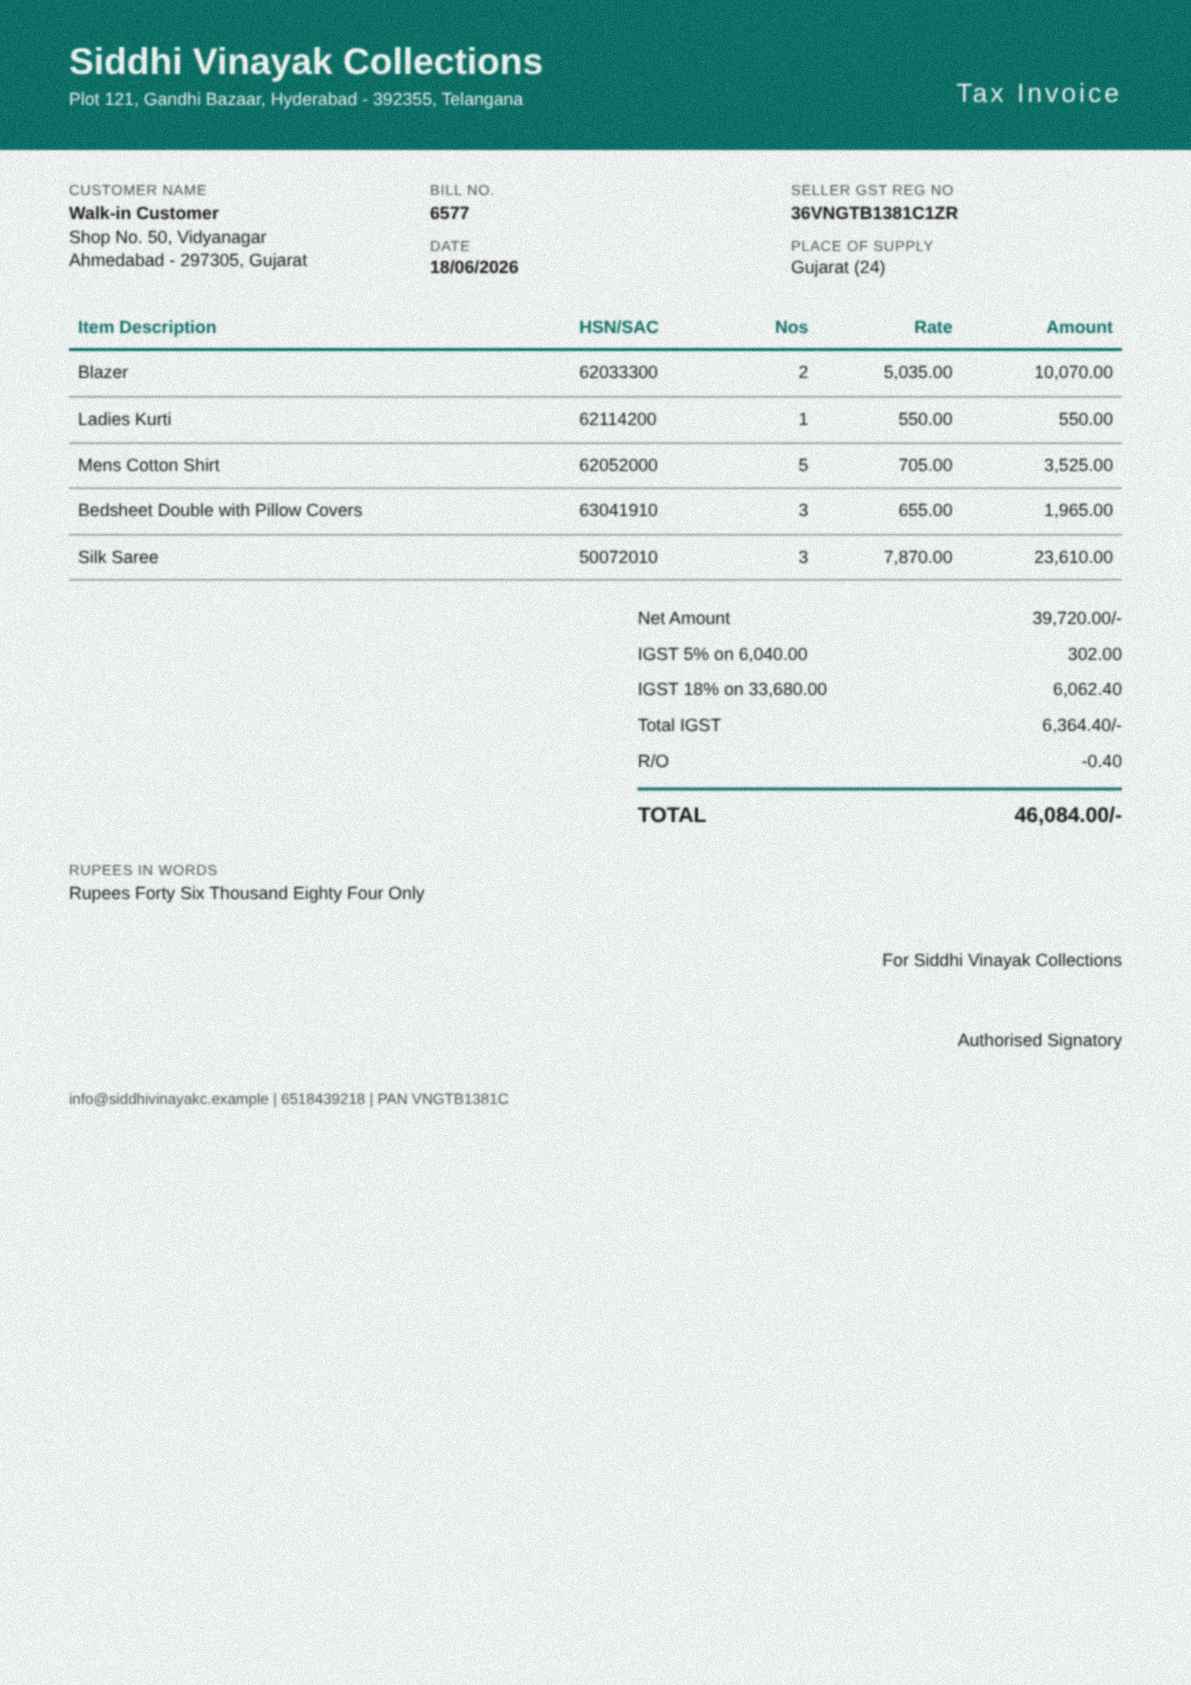 Siddhi Vinayak Collections
Plot 121, Gandhi Bazaar, Hyderabad - 392355, Telangana
Tax Invoice
CUSTOMER NAME
Walk-in Customer
Shop No. 50, Vidyanagar
Ahmedabad - 297305, Gujarat
BILL NO.
6577
DATE
18/06/2026
SELLER GST REG NO
36VNGTB1381C1ZR
PLACE OF SUPPLY
Gujarat (24)
Item Description HSN/SAC Nos Rate Amount
Blazer 62033300 2 5,035.00 10,070.00
Ladies Kurti 62114200 1 550.00 550.00
Mens Cotton Shirt 62052000 5 705.00 3,525.00
Bedsheet Double with Pillow Covers 63041910 3 655.00 1,965.00
Silk Saree 50072010 3 7,870.00 23,610.00
Net Amount 39,720.00/-
IGST 5% on 6,040.00 302.00
IGST 18% on 33,680.00 6,062.40
Total IGST 6,364.40/-
R/O -0.40
TOTAL 46,084.00/-
RUPEES IN WORDS
Rupees Forty Six Thousand Eighty Four Only
For Siddhi Vinayak Collections
Authorised Signatory
info@siddhivinayakc.example | 6518439218 | PAN VNGTB1381C